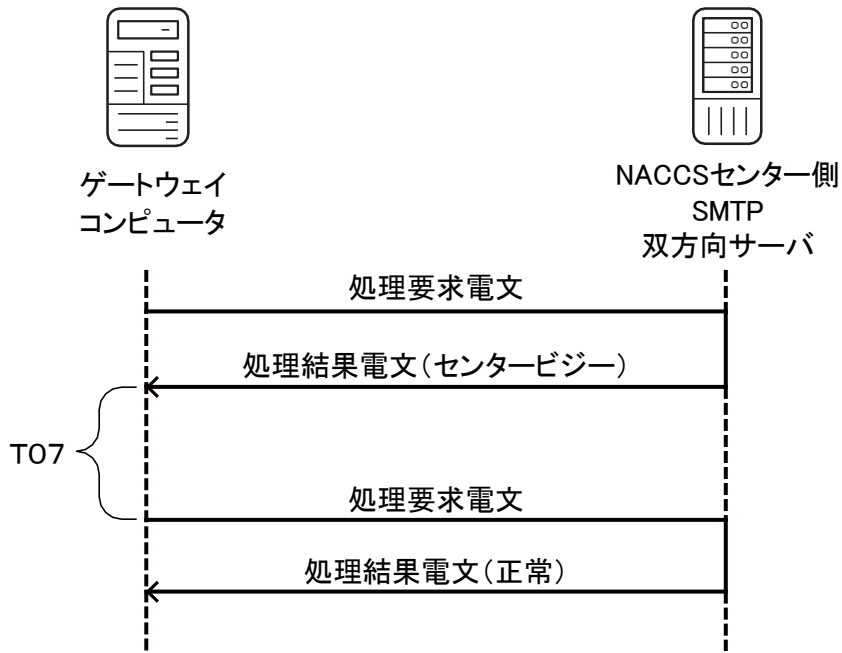 ゲートウェイ
コンピュータ
NACCSセンター側
SMTP
双方向サーバ
処理要求電文
処理結果電文（センタービジー）
T07
処理要求電文
処理結果電文（正常）